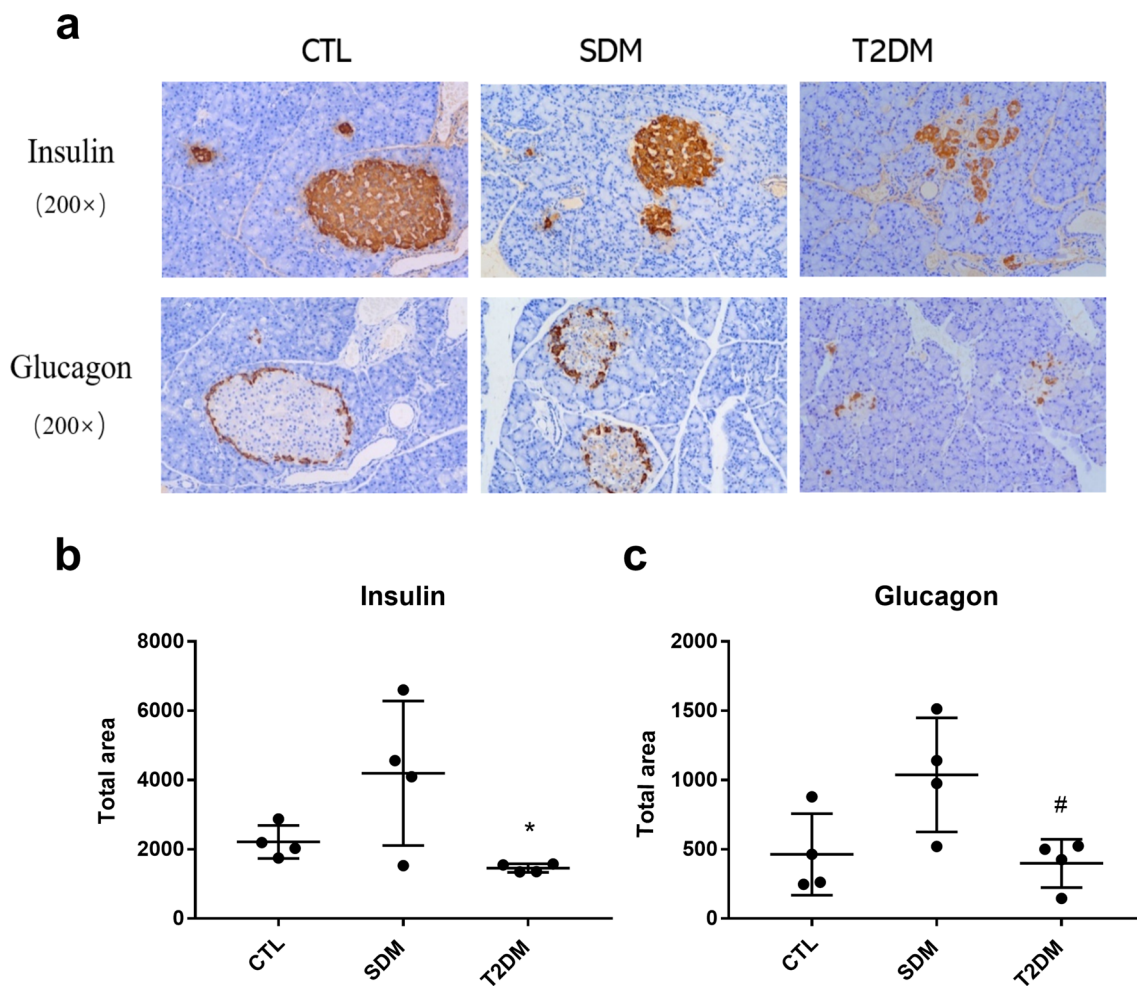 a
CTL SDM T2DM
Insulin
(200×)
Glucagon
(200×)
b
Insulin
Total area
8000
6000
4000
2000
0
*
CTL SDM T2DM
c
Glucagon
Total area
2000
1500
1000
500
0
#
CTL SDM T2DM